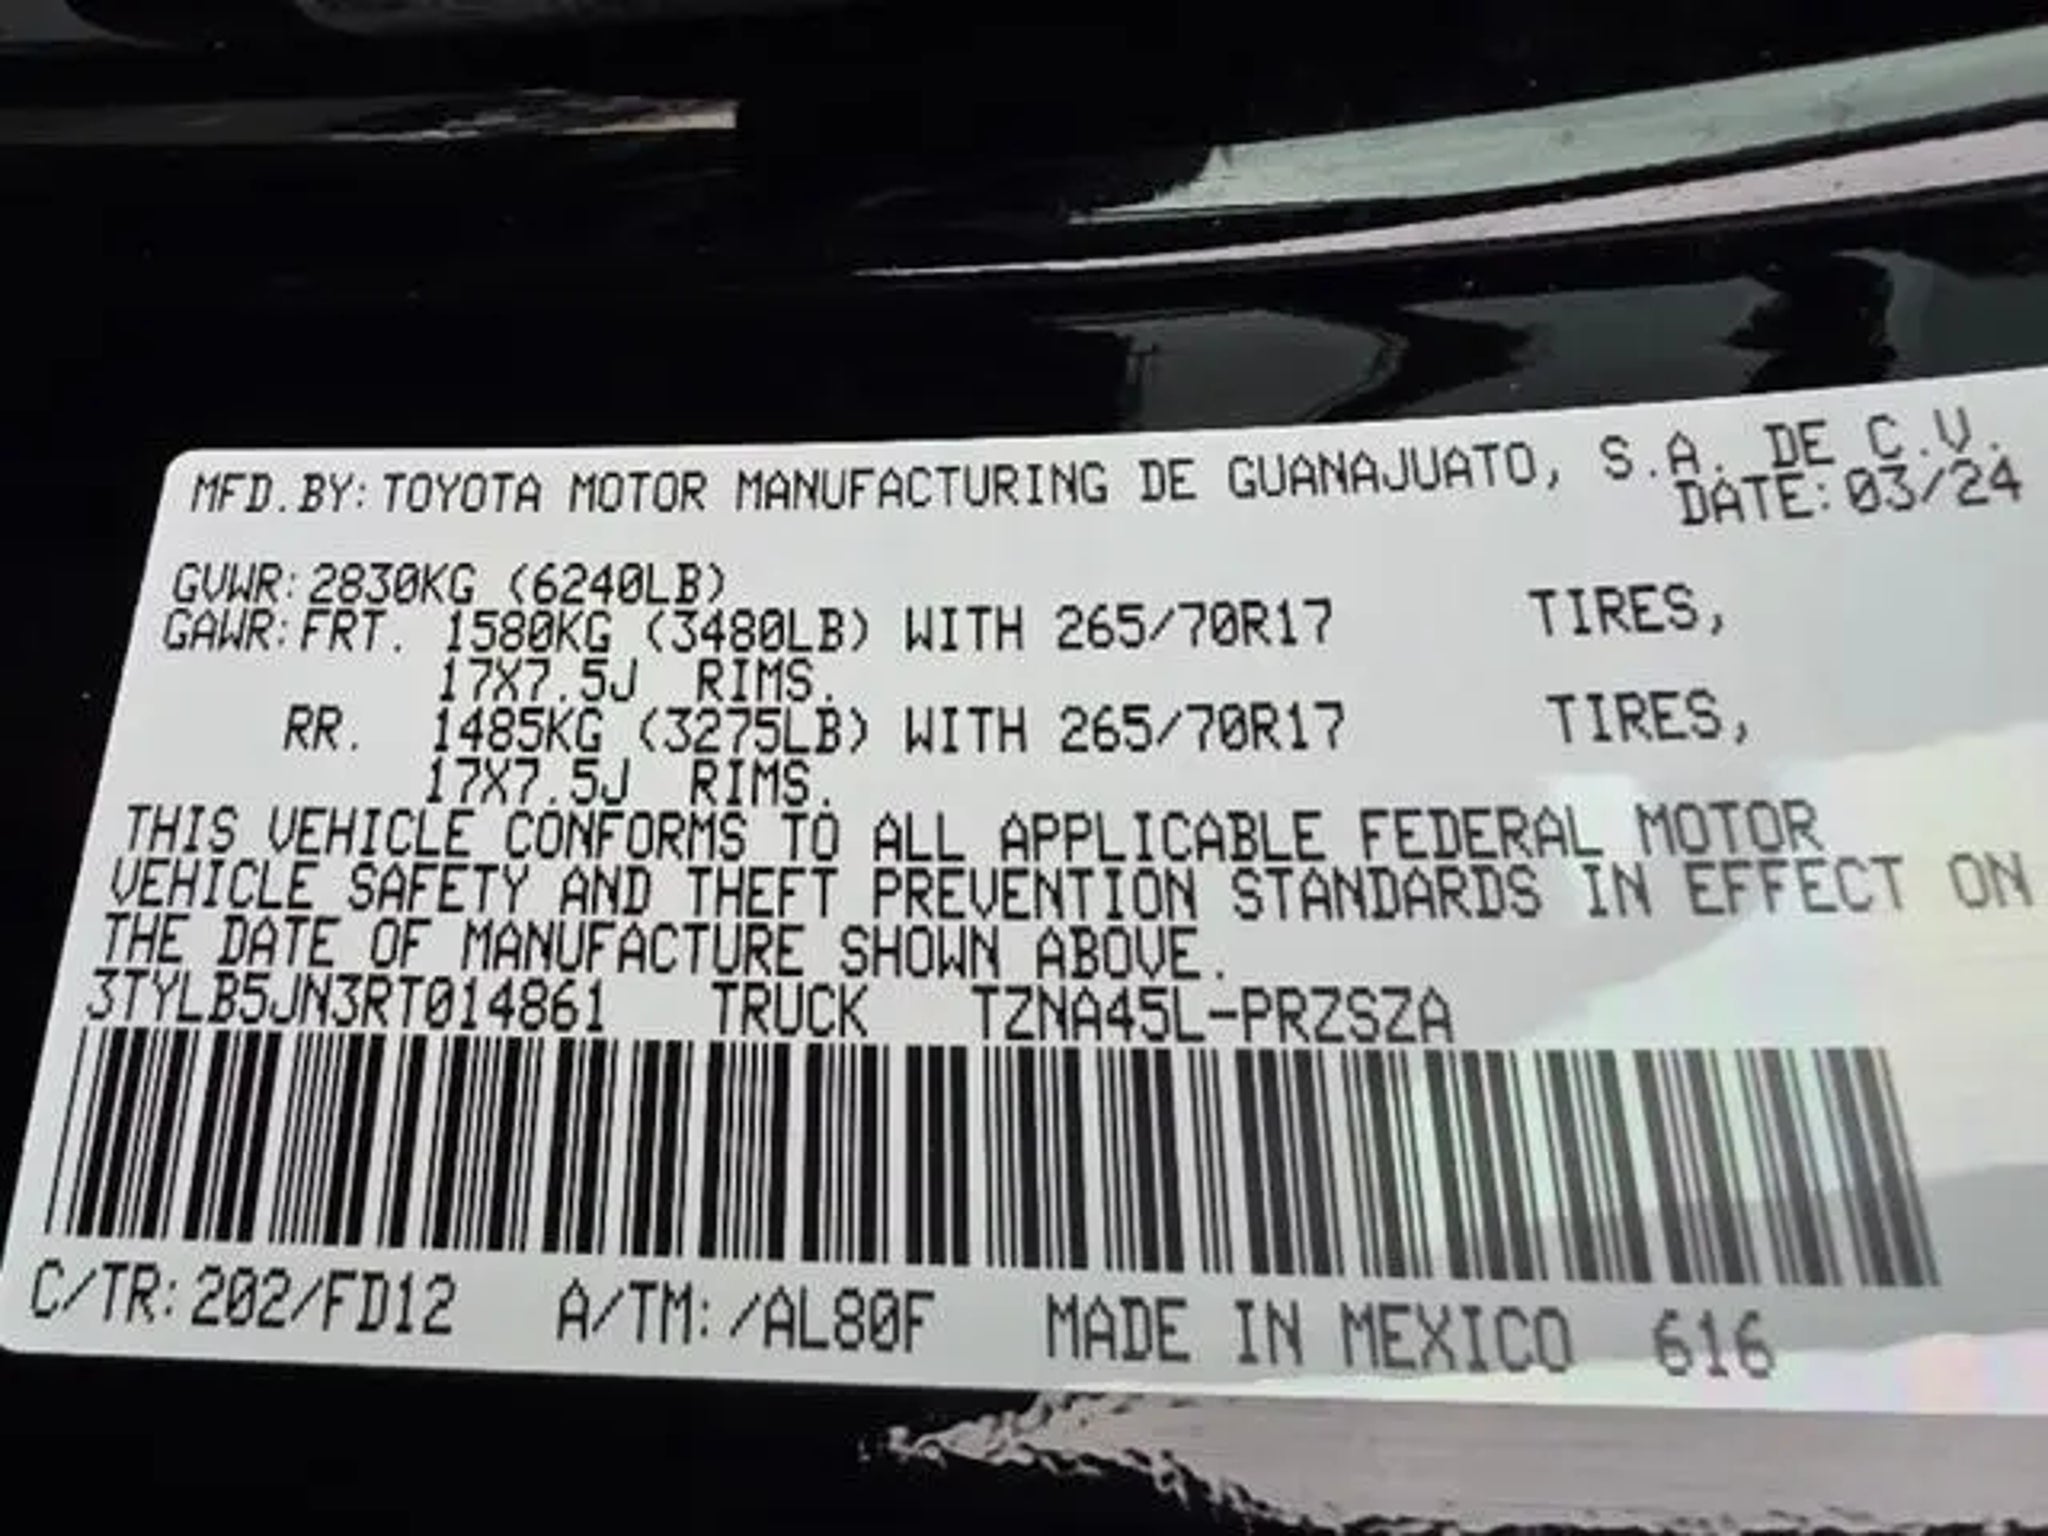 MFD.BY: TOYOTA MOTOR MANUFACTURING DE GUANAJUATO, S.A. DE C.V.
DATE: 03/24
GVWR: 2830KG (6240LB)
GAWR: FRT. 1580KG (3480LB) WITH 265/70R17 TIRES,
17X7.5J RIMS.
RR. 1485KG (3275LB) WITH 265/70R17 TIRES,
17X7.5J RIMS.
THIS VEHICLE CONFORMS TO ALL APPLICABLE FEDERAL MOTOR
VEHICLE SAFETY AND THEFT PREVENTION STANDARDS IN EFFECT ON
THE DATE OF MANUFACTURE SHOWN ABOVE.
3TYLB5JN3RT014861 TRUCK TZNA45L-PRZSZA
C/TR: 202/FD12 A/TM: /AL80F MADE IN MEXICO 616